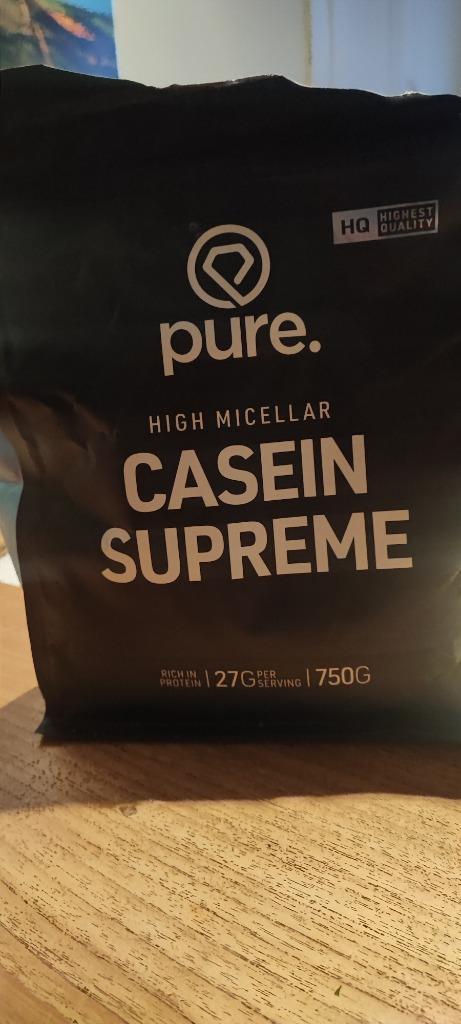 HQ HIGHEST
QUALITY
pure.
HIGH MICELLAR
CASEIN
SUPREME
RICH IN
PROTEIN | 27G PER
SERVING | 750G